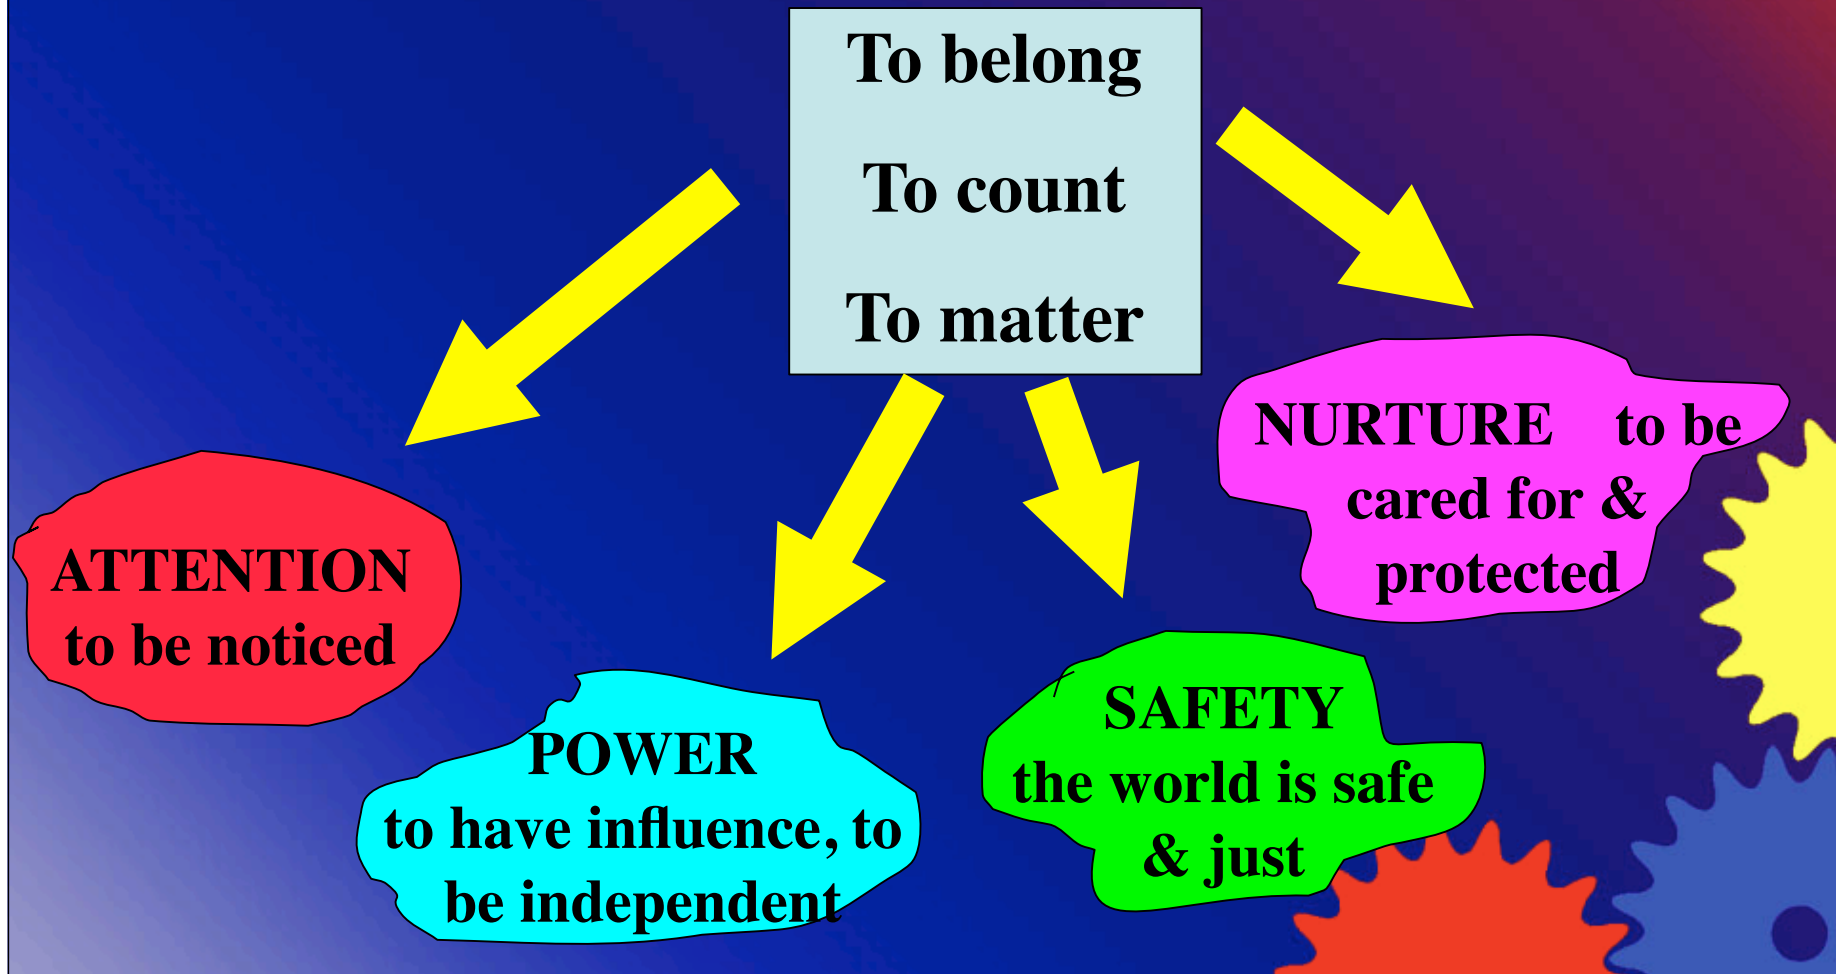 To belong
To count
To matter
ATTENTION
to be noticed
POWER
to have influence, to
be independent
SAFETY
the world is safe
& just
NURTURE to be
cared for &
protected